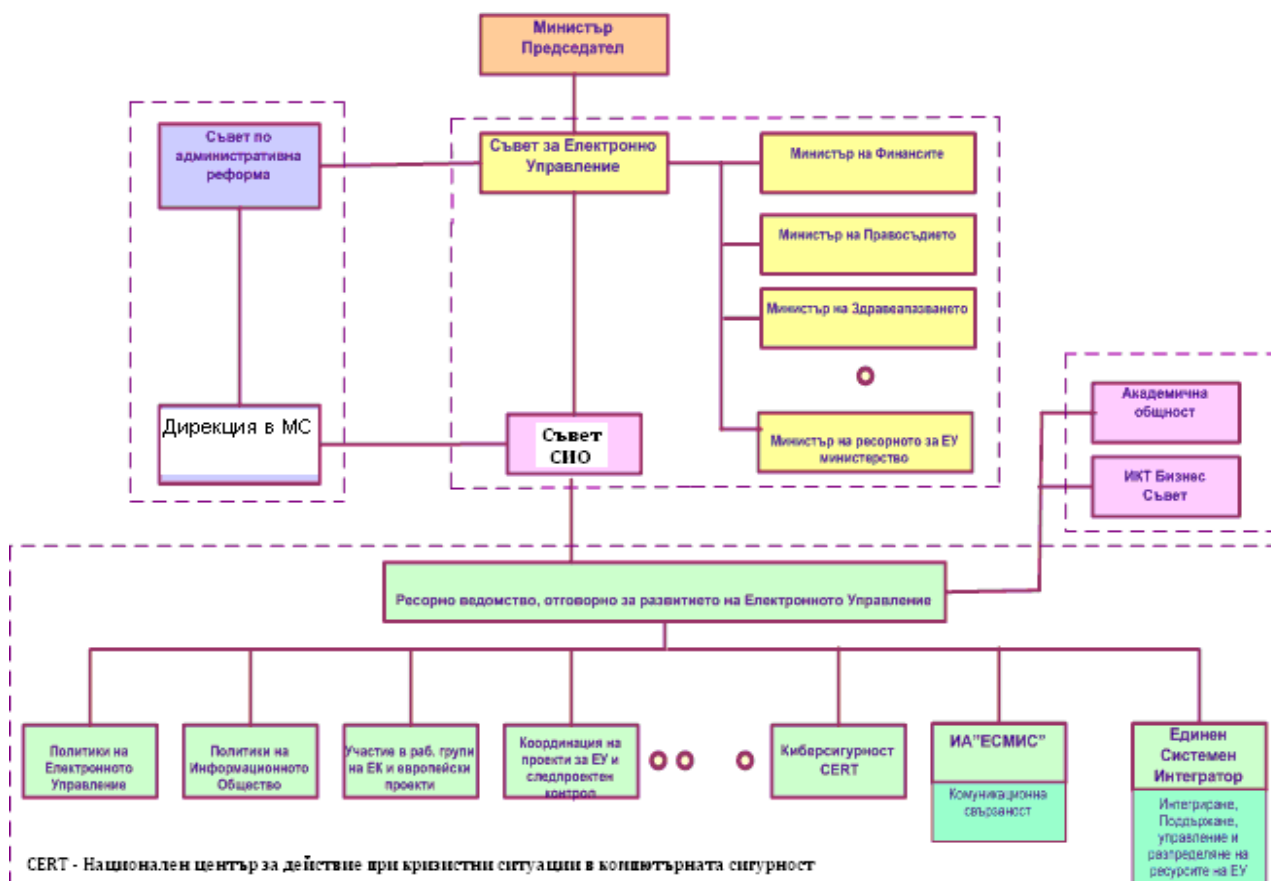 Министър
Председател
Съвет по
административна
реформа
Съвет за Електронно
Управление
Министър на Финансите
Министър на Правосъдието
Министър на Здравеапазването
Министър на ресорното за ЕУ
министерство
Дирекция в МС
Съвет
СИО
Академична
общност
ИКТ Бизнес
Съвет
Ресорно ведомство, отговорно за развитието на Електронното Управление
Политики на
Електронното
Управление
Политики на
Информационното
Общество
Участие в раб. групи
на ЕК и европейски
проекти
Координация на
проекти за ЕУ и
следпроектен
контрол
Киберсигурност
CERT
ИА"ЕСМИС"
Комуникационна
свързаност
Единен
Системен
Интегратор
Интегриране,
Поддържане,
управление и
разпределяне на
ресурсите на ЕУ
CERT - Национален център за действие при кризистни ситуации в компютърната сигурност